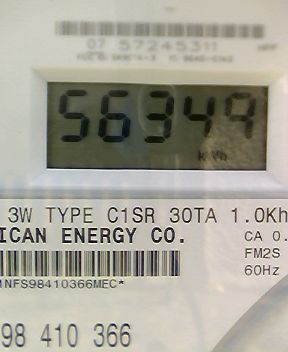 07 57245311
56349
kWh
3W TYPE C1SR 30TA 1.0Kh
ICAN ENERGY CO.
CA 0.
FM2S
60Hz
MNFS98410366MEC*
98 410 366